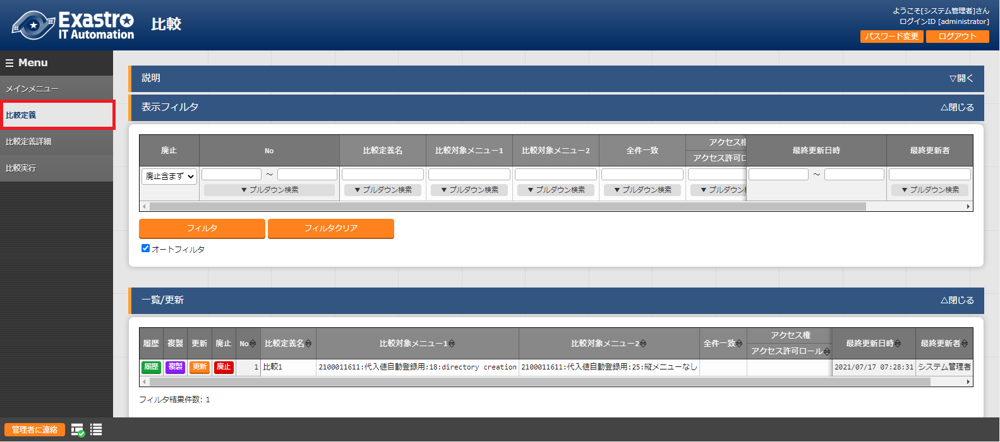 Exastro
IT Automation
比較
ようこそ[システム管理者]さん
ログインID [administrator]
パスワード変更 ログアウト
Menu
メインメニュー
比較定義
比較定義詳細
比較実行
説明 ▽開く
表示フィルタ △閉じる
廃止 No 比較定義名 比較対象メニュー1 比較対象メニュー2 全件一致 アクセス権 最終更新日時 最終更新者
アクセス許可ロ
廃止含まず ～ ～
▼ プルダウン検索 ▼ プルダウン検索 ▼ プルダウン検索 ▼ プルダウン検索 ▼ プルダウン検索 ▼ プルダウン ▼ プルダウン検索
フィルタ フィルタクリア
オートフィルタ
一覧/更新 △閉じる
履歴 複製 更新 廃止 No 比較定義名 比較対象メニュー1 比較対象メニュー2 全件一致 アクセス権 最終更新日時 最終更新者
アクセス許可ロール
履歴 複製 更新 廃止 1 比較1 2100011611:代入値自動登録用:18:directory creation 2100011611:代入値自動登録用:25:縦メニューなし 2021/07/17 07:28:31 システム管理者
フィルタ結果件数: 1
管理者に連絡